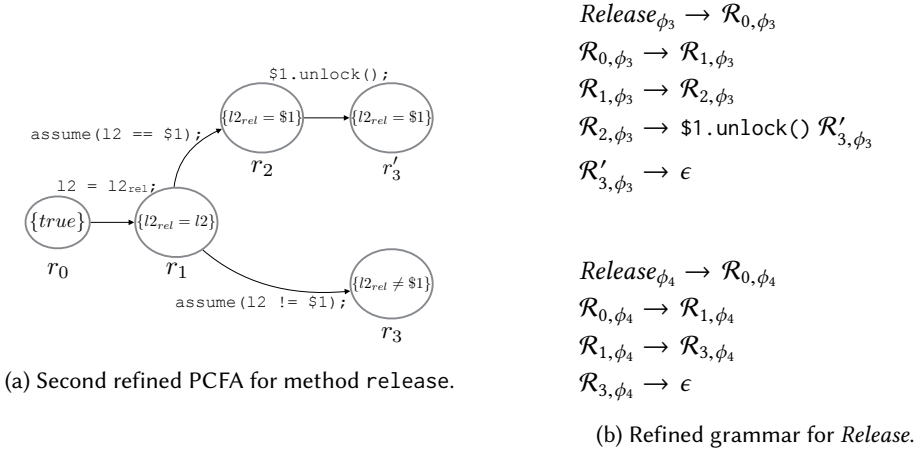 $1.unlock();
{l2_rel = $1}
{l2_rel = $1}
assume(l2 == $1);
r_2
r'_3
l2 = l2_rel;
{true}
{l2_rel = l2}
r_0
r_1
{l2_rel ≠ $1}
assume(l2 != $1);
r_3
(a) Second refined PCFA for method release.
Release_ϕ3 → R_0,ϕ3
R_0,ϕ3 → R_1,ϕ3
R_1,ϕ3 → R_2,ϕ3
R_2,ϕ3 → $1.unlock() R'_3,ϕ3
R'_3,ϕ3 → ϵ
Release_ϕ4 → R_0,ϕ4
R_0,ϕ4 → R_1,ϕ4
R_1,ϕ4 → R_3,ϕ4
R_3,ϕ4 → ϵ
(b) Refined grammar for Release.